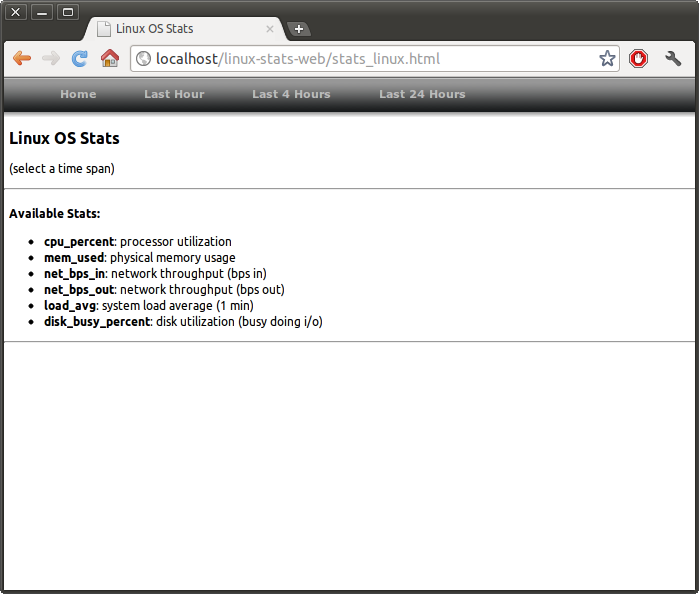 Linux OS Stats
localhost/linux-stats-web/stats_linux.html
Home Last Hour Last 4 Hours Last 24 Hours
Linux OS Stats
(select a time span)
Available Stats:
cpu_percent: processor utilization
mem_used: physical memory usage
net_bps_in: network throughput (bps in)
net_bps_out: network throughput (bps out)
load_avg: system load average (1 min)
disk_busy_percent: disk utilization (busy doing i/o)